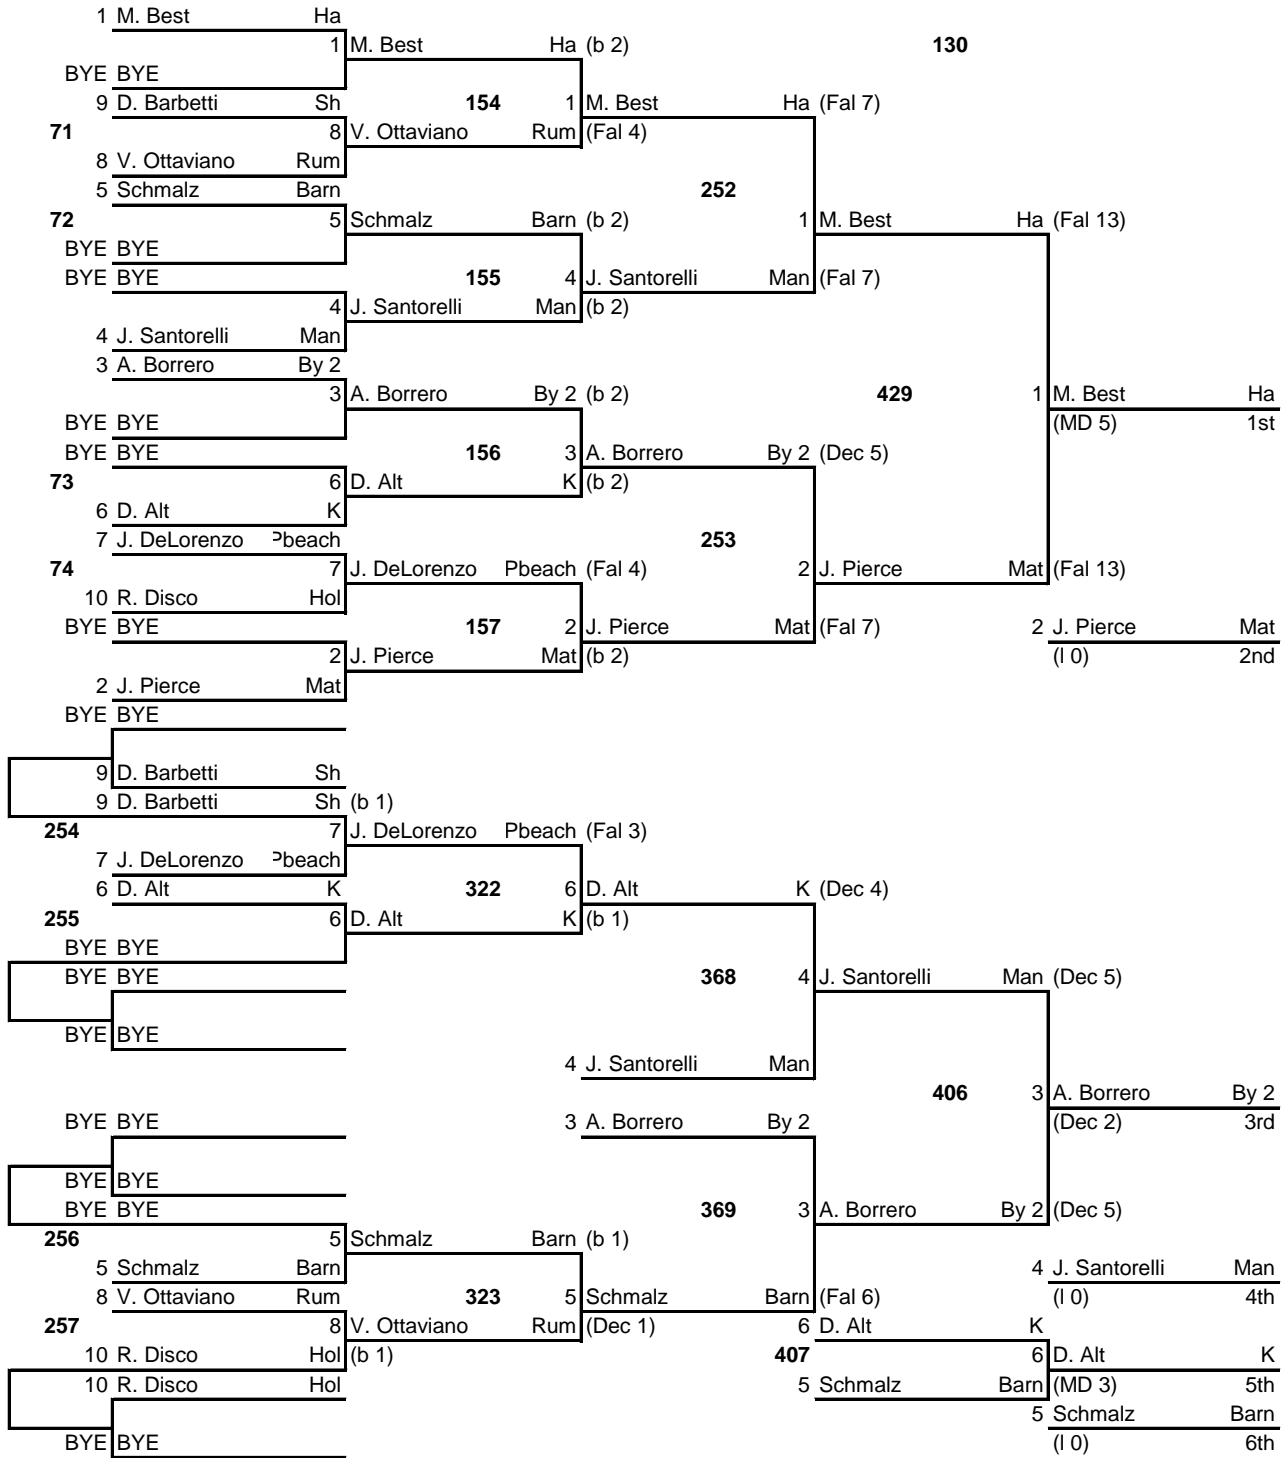 1 M. Best Ha
1 M. Best Ha (b 2) 130
BYE BYE
9 D. Barbetti Sh 154 1 M. Best Ha (Fal 7)
71 8 V. Ottaviano Rum (Fal 4)
8 V. Ottaviano Rum
5 Schmalz Barn 252
72 5 Schmalz Barn (b 2) 1 M. Best Ha (Fal 13)
BYE BYE
BYE BYE 155 4 J. Santorelli Man (Fal 7)
4 J. Santorelli Man (b 2)
4 J. Santorelli Man
3 A. Borrero By 2
3 A. Borrero By 2 (b 2) 429 1 M. Best Ha
BYE BYE (MD 5) 1st
BYE BYE 156 3 A. Borrero By 2 (Dec 5)
73 6 D. Alt K (b 2)
6 D. Alt K
7 J. DeLorenzo Pbeach 253
74 7 J. DeLorenzo Pbeach (Fal 4) 2 J. Pierce Mat (Fal 13)
10 R. Disco Hol
BYE BYE 157 2 J. Pierce Mat (Fal 7) 2 J. Pierce Mat
2 J. Pierce Mat (b 2) (l 0) 2nd
2 J. Pierce Mat
BYE BYE
9 D. Barbetti Sh
9 D. Barbetti Sh (b 1)
254 7 J. DeLorenzo Pbeach (Fal 3)
7 J. DeLorenzo Pbeach
6 D. Alt K 322 6 D. Alt K (Dec 4)
255 6 D. Alt K (b 1)
BYE BYE
BYE BYE 368 4 J. Santorelli Man (Dec 5)
BYE BYE
4 J. Santorelli Man
406 3 A. Borrero By 2
BYE BYE 3 A. Borrero By 2 (Dec 2) 3rd
BYE BYE
BYE BYE 369 3 A. Borrero By 2 (Dec 5)
256 5 Schmalz Barn (b 1)
5 Schmalz Barn 4 J. Santorelli Man
8 V. Ottaviano Rum 323 5 Schmalz Barn (Fal 6) (l 0) 4th
257 8 V. Ottaviano Rum (Dec 1) 6 D. Alt K
10 R. Disco Hol (b 1) 407 6 D. Alt K
10 R. Disco Hol 5 Schmalz Barn (MD 3) 5th
5 Schmalz Barn
BYE BYE (l 0) 6th